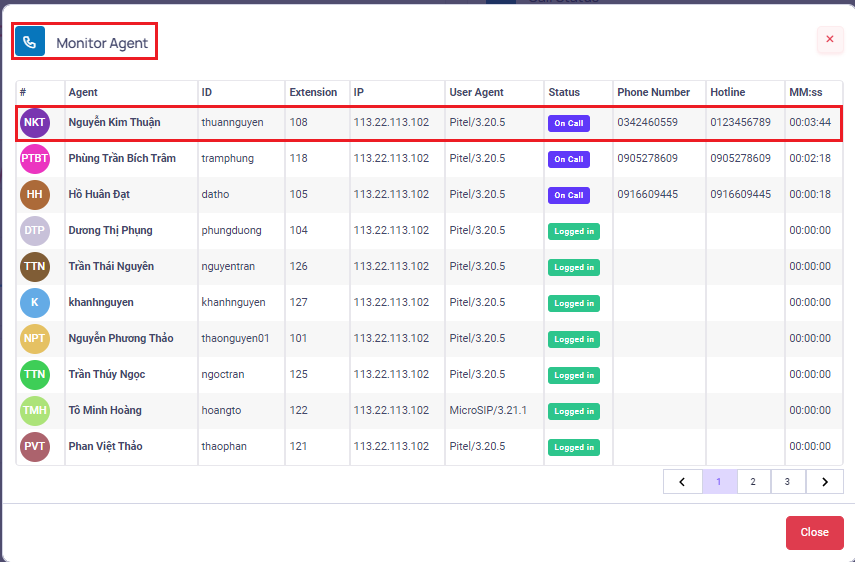 Monitor Agent
# Agent ID Extension IP User Agent Status Phone Number Hotline MM:ss
NKT Nguyễn Kim Thuận thuannguyen 108 113.22.113.102 Pitel/3.20.5 On Call 0342460559 0123456789 00:03:44
PTBT Phùng Trần Bích Trâm tramphung 118 113.22.113.102 Pitel/3.20.5 On Call 0905278609 0905278609 00:02:18
HH Hồ Huân Đạt datho 105 113.22.113.102 Pitel/3.20.5 On Call 0916609445 0916609445 00:00:18
DTP Dương Thị Phụng phungduong 104 113.22.113.102 Pitel/3.20.5 Logged in 00:00:00
TTN Trần Thái Nguyên nguyentran 126 113.22.113.102 Pitel/3.20.5 Logged in 00:00:00
K khanhnguyen khanhnguyen 127 113.22.113.102 Pitel/3.20.5 Logged in 00:00:00
NPT Nguyễn Phương Thảo thaonguyen01 101 113.22.113.102 Pitel/3.20.5 Logged in 00:00:00
TTN Trần Thúy Ngọc ngoctran 125 113.22.113.102 Pitel/3.20.5 Logged in 00:00:00
TMH Tô Minh Hoàng hoangto 122 113.22.113.102 MicroSIP/3.21.1 Logged in 00:00:00
PVT Phan Việt Thảo thaophan 121 113.22.113.102 Pitel/3.20.5 Logged in 00:00:00
1 2 3
Close